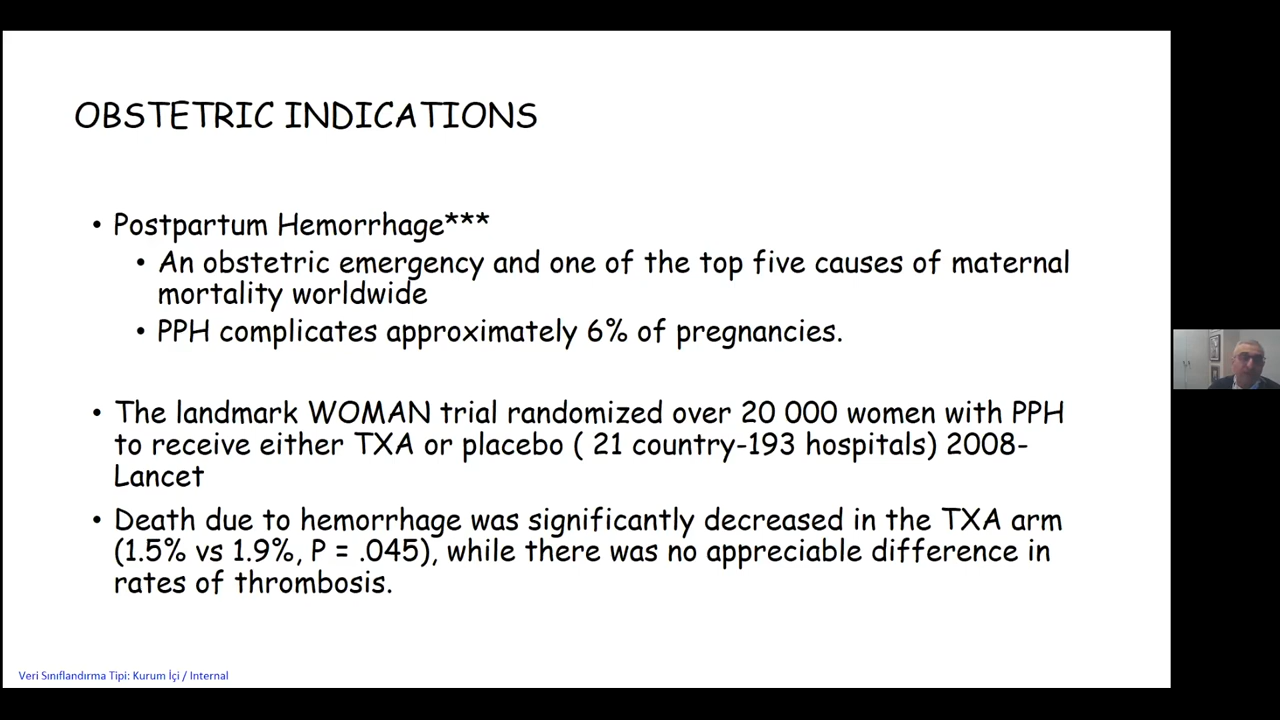 OBSTETRIC INDICATIONS
• Postpartum Hemorrhage***
• An obstetric emergency and one of the top five causes of maternal
mortality worldwide
• PPH complicates approximately 6% of pregnancies.
• The landmark WOMAN trial randomized over 20 000 women with PPH
to receive either TXA or placebo ( 21 country-193 hospitals) 2008-
Lancet
• Death due to hemorrhage was significantly decreased in the TXA arm
(1.5% vs 1.9%, P = .045), while there was no appreciable difference in
rates of thrombosis.
Veri Sınıflandırma Tipi: Kurum İçi / Internal